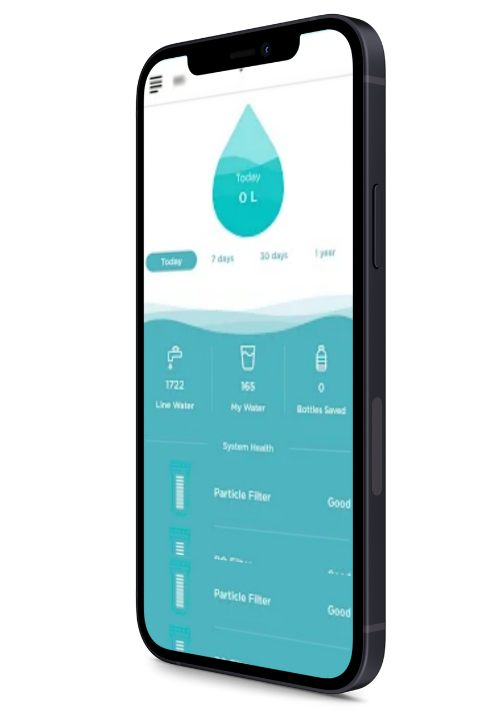 Today
0 L
Today 7 days 30 days 1 year
1722 165 0
Line Water My Water Bottles Saved
System Health
Particle Filter Good
Particle Filter Good